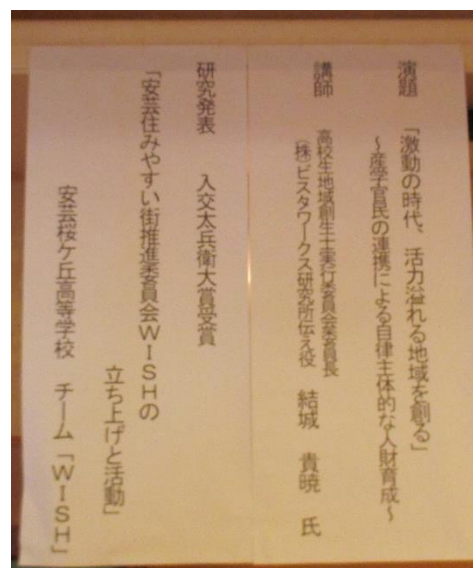 演題 「激動の時代、活力溢れる地域を創る」
~産学官民の連携による自律主体的な人財育成~
講師 高校生地域創生士実行委員会委員長
(株)ビスタワークス研究所伝え役 結城 貴暁 氏
研究発表 入交太兵衛大賞受賞
「安芸住みやすい街推進委員会WISHの
立ち上げと活動」
安芸桜ケ丘高等学校 チーム「WISH」